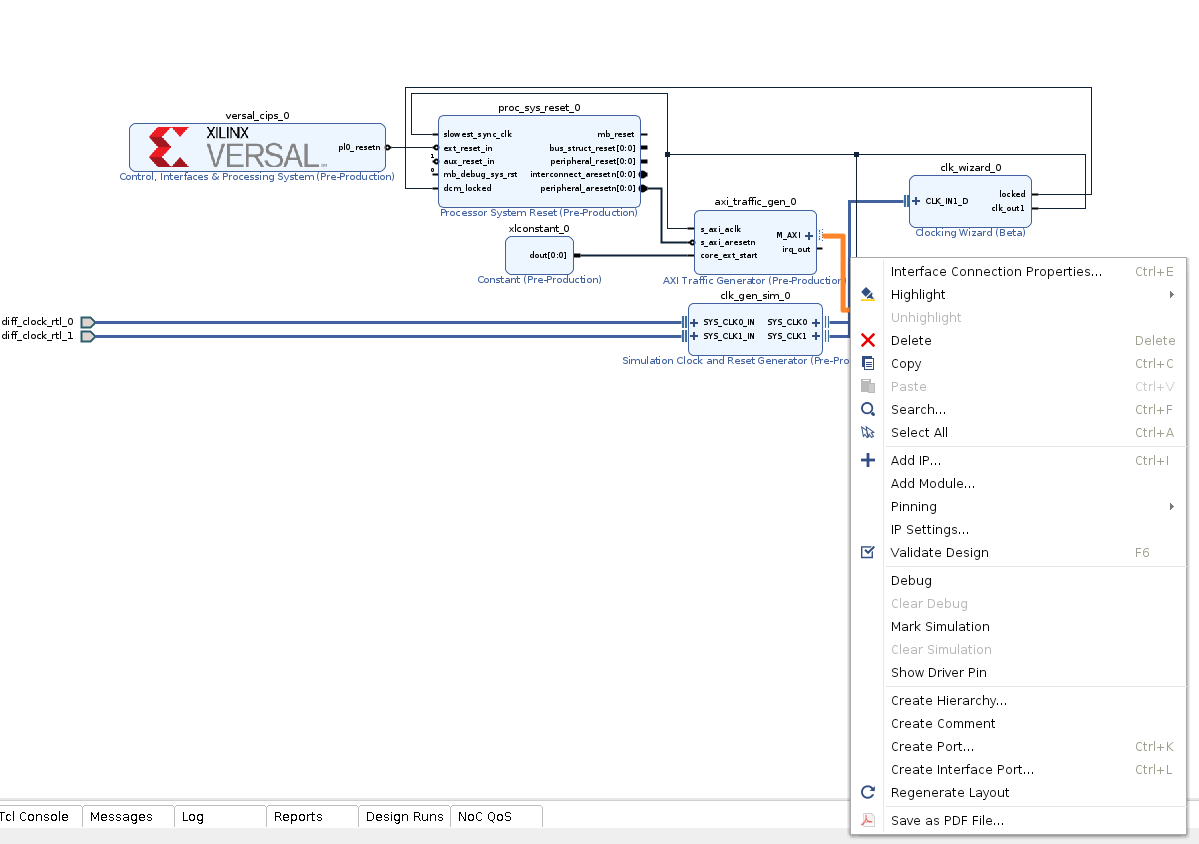 versal_cips_0
XILINX
VERSAL
pl0_resetn
Control, Interfaces & Processing System (Pre-Production)
proc_sys_reset_0
slowest_sync_clk
ext_reset_in
aux_reset_in
mb_debug_sys_rst
dcm_locked
mb_reset
bus_struct_reset[0:0]
peripheral_reset[0:0]
interconnect_aresetn[0:0]
peripheral_aresetn[0:0]
Processor System Reset (Pre-Production)
clk_wizard_0
CLK_IN1_D
locked
clk_out1
Clocking Wizard (Beta)
xlconstant_0
dout[0:0]
Constant (Pre-Production)
axi_traffic_gen_0
s_axi_aclk
s_axi_aresetn
core_ext_start
M_AXI
irq_out
AXI Traffic Generator (Pre-Production)
clk_gen_sim_0
SYS_CLK0_IN
SYS_CLK1_IN
SYS_CLK0
SYS_CLK1
Simulation Clock and Reset Generator (Pre-Pro
diff_clock_rtl_0
diff_clock_rtl_1
Interface Connection Properties... Ctrl+E
Highlight
Unhighlight
Delete Delete
Copy Ctrl+C
Paste Ctrl+V
Search... Ctrl+F
Select All Ctrl+A
Add IP... Ctrl+I
Add Module...
Pinning
IP Settings...
Validate Design F6
Debug
Clear Debug
Mark Simulation
Clear Simulation
Show Driver Pin
Create Hierarchy...
Create Comment
Create Port... Ctrl+K
Create Interface Port... Ctrl+L
Regenerate Layout
Save as PDF File...
Tcl Console Messages Log Reports Design Runs NoC QoS